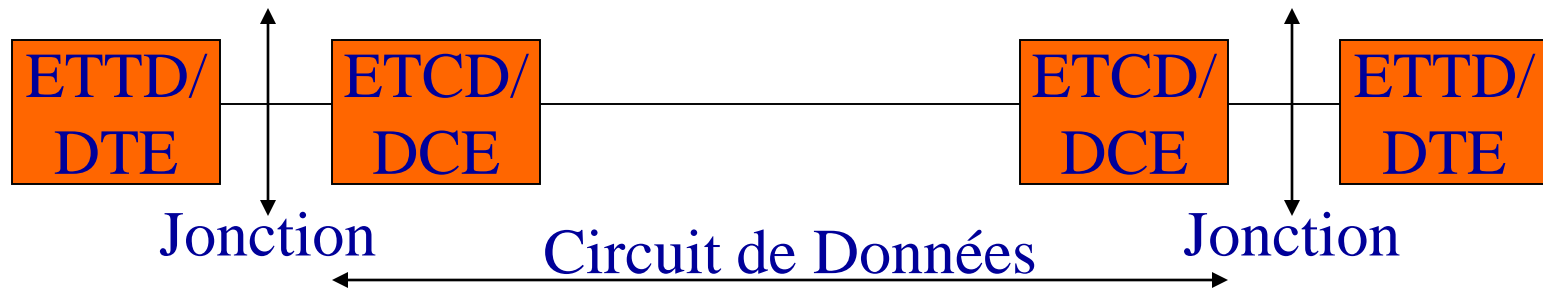 ETTD/
DTE
ETCD/
DCE
ETCD/
DCE
ETTD/
DTE
Jonction
Circuit de Données
Jonction